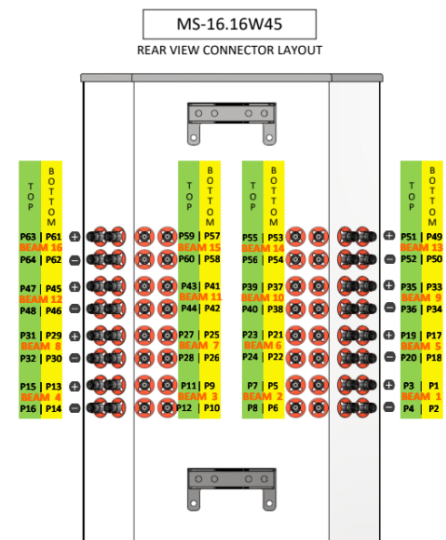 MS-16.16W45
REAR VIEW CONNECTOR LAYOUT
TOP BOTTOM TOP BOTTOM TOP BOTTOM TOP BOTTOM
P63 | P61 + P59 | P57 P55 | P53 + P51 | P49
BEAM 16 BEAM 15 BEAM 14 BEAM 13
P64 | P62 − P60 | P58 P56 | P54 − P52 | P50
P47 | P45 + P43 | P41 P39 | P37 + P35 | P33
BEAM 12 BEAM 11 BEAM 10 BEAM 9
P48 | P46 − P44 | P42 P40 | P38 − P36 | P34
P31 | P29 + P27 | P25 P23 | P21 + P19 | P17
BEAM 8 BEAM 7 BEAM 6 BEAM 5
P32 | P30 − P28 | P26 P24 | P22 − P20 | P18
P15 | P13 + P11 | P9 P7 | P5 + P3 | P1
BEAM 4 BEAM 3 BEAM 2 BEAM 1
P16 | P14 − P12 | P10 P8 | P6 − P4 | P2